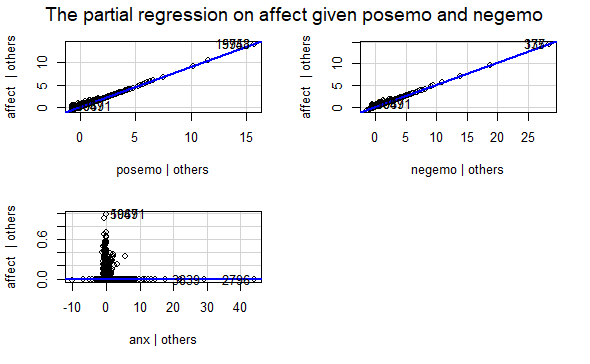 The partial regression on affect given posemo and negemo
affect | others
0 5 10
0 5 10 15
posemo | others
affect | others
0 5 10
0 5 10 15 20 25
negemo | others
affect | others
0.0 0.6
3839 2796
-10 0 10 20 30 40
anx | others